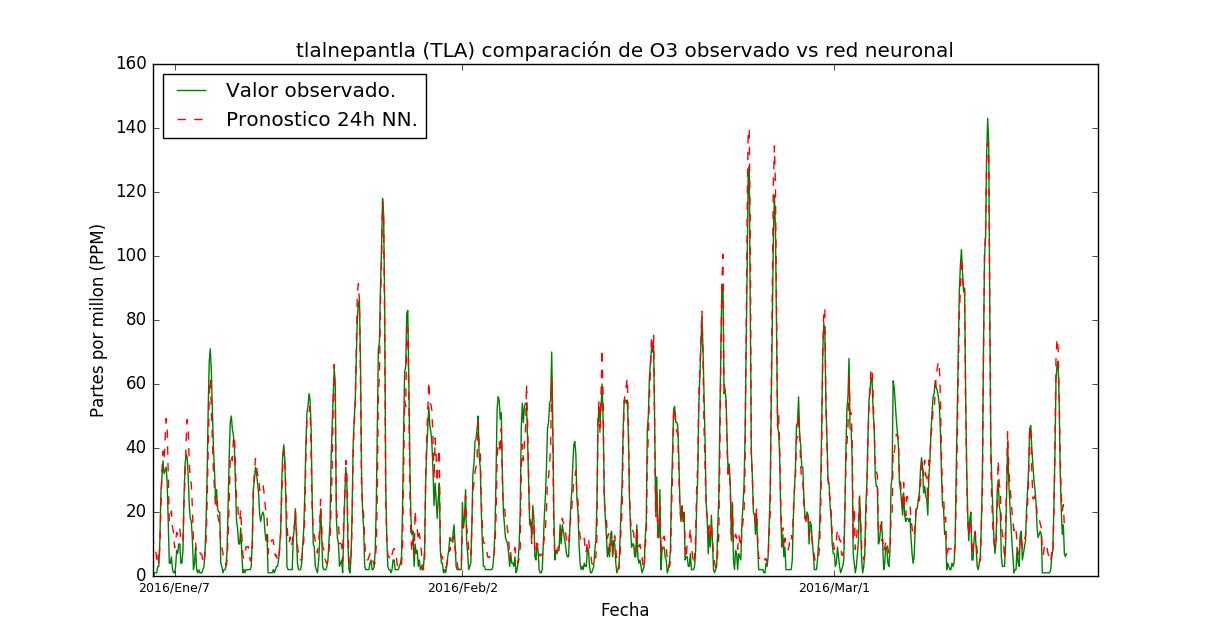 tlalnepantla (TLA) comparación de O3 observado vs red neuronal
160
140
120
100
80
60
40
20
0
Partes por millon (PPM)
Valor observado.
Pronostico 24h NN.
2016/Ene/7
2016/Feb/2
2016/Mar/1
Fecha